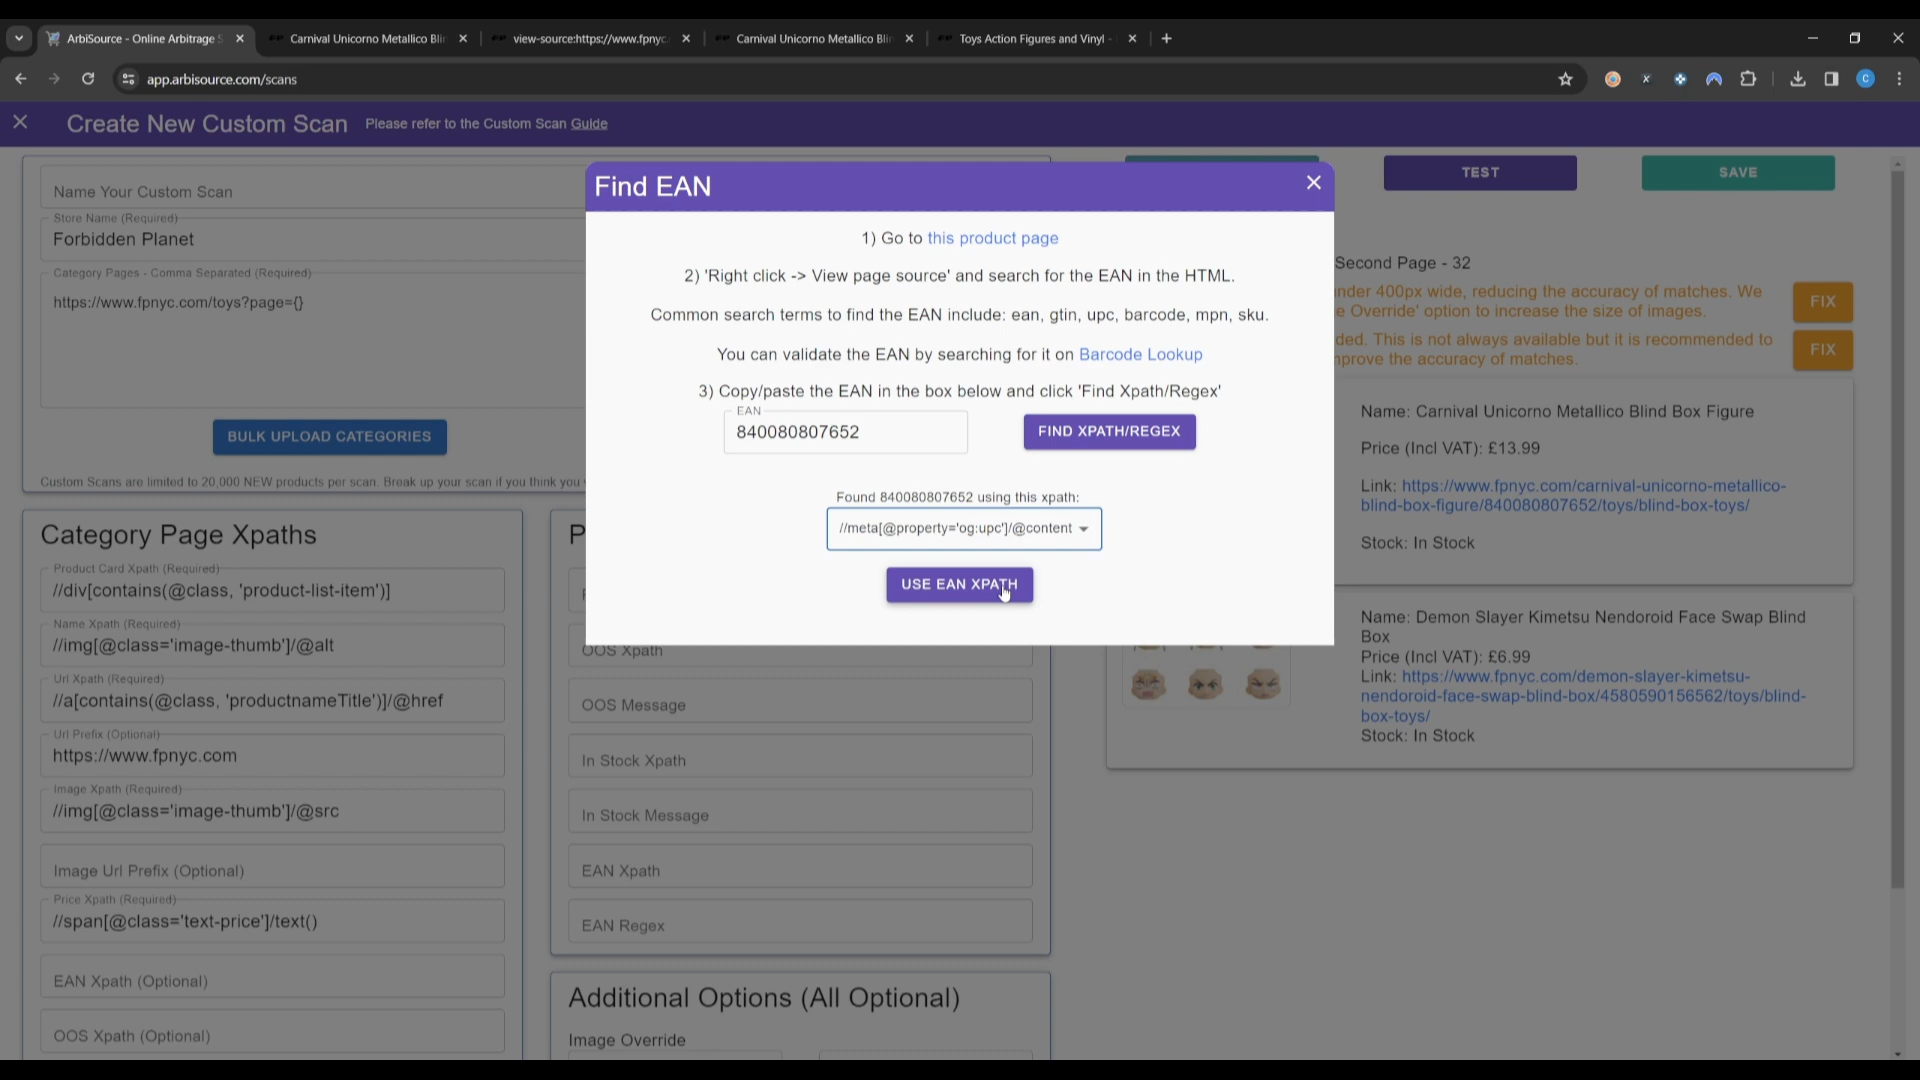 ArbiSource - Online Arbitrage S
Carnival Unicorno Metallico Blin
view-source:https://www.fpnyc.
Carnival Unicorno Metallico Blin
Toys Action Figures and Vinyl -
app.arbisource.com/scans
C
Create New Custom Scan
Please refer to the Custom Scan Guide
Name Your Custom Scan
Store Name (Required)
Forbidden Planet
Category Pages - Comma Separated (Required)
https://www.fpnyc.com/toys?page={}
BULK UPLOAD CATEGORIES
Custom Scans are limited to 20,000 NEW products per scan. Break up your scan if you think you
Category Page Xpaths
Product Card Xpath (Required)
//div[contains(@class, 'product-list-item')]
Name Xpath (Required)
//img[@class='image-thumb']/@alt
Url Xpath (Required)
//a[contains(@class, 'productnameTitle')]/@href
Url Prefix (Optional)
https://www.fpnyc.com
Image Xpath (Required)
//img[@class='image-thumb']/@src
Image Url Prefix (Optional)
Price Xpath (Required)
//span[@class='text-price']/text()
EAN Xpath (Optional)
OOS Xpath (Optional)
Find EAN
1) Go to this product page
2) 'Right click -> View page source' and search for the EAN in the HTML.
Common search terms to find the EAN include: ean, gtin, upc, barcode, mpn, sku.
You can validate the EAN by searching for it on Barcode Lookup
3) Copy/paste the EAN in the box below and click 'Find Xpath/Regex'
EAN
840080807652
FIND XPATH/REGEX
Found 840080807652 using this xpath:
//meta[@property='og:upc']/@content
USE EAN XPATH
P
OOS Xpath
OOS Message
In Stock Xpath
In Stock Message
EAN Xpath
EAN Regex
Additional Options (All Optional)
Image Override
TEST
SAVE
Second Page - 32
nder 400px wide, reducing the accuracy of matches. We
e Override' option to increase the size of images.
FIX
ded. This is not always available but it is recommended to
nprove the accuracy of matches.
FIX
Name: Carnival Unicorno Metallico Blind Box Figure
Price (Incl VAT): £13.99
Link: https://www.fpnyc.com/carnival-unicorno-metallico-
blind-box-figure/840080807652/toys/blind-box-toys/
Stock: In Stock
Name: Demon Slayer Kimetsu Nendoroid Face Swap Blind
Box
Price (Incl VAT): £6.99
Link: https://www.fpnyc.com/demon-slayer-kimetsu-
nendoroid-face-swap-blind-box/4580590156562/toys/blind-
box-toys/
Stock: In Stock